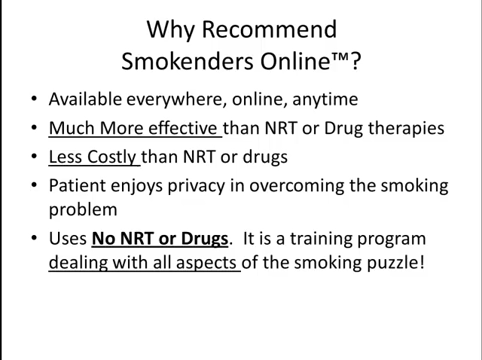 Why Recommend
Smokenders Online™?
• Available everywhere, online, anytime
• Much More effective than NRT or Drug therapies
• Less Costly than NRT or drugs
• Patient enjoys privacy in overcoming the smoking
problem
• Uses No NRT or Drugs. It is a training program
dealing with all aspects of the smoking puzzle!